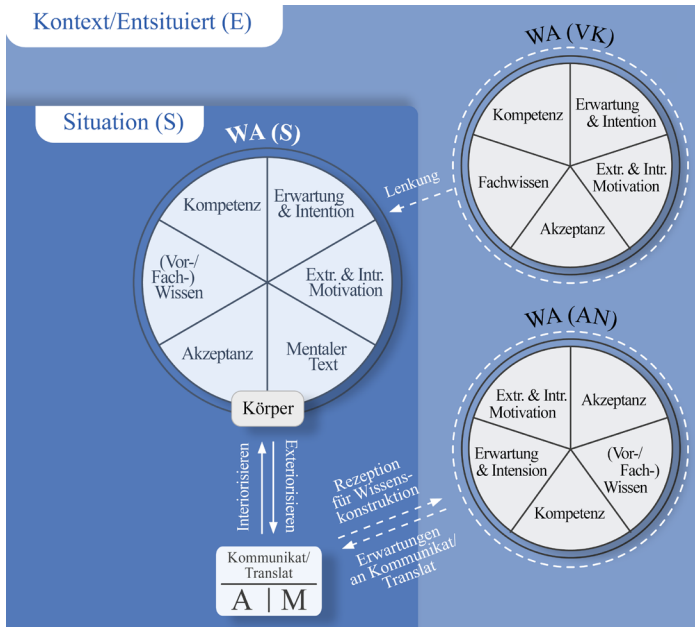 Kontext/Entsituiert (E)
Situation (S)
WA (S)
Kompetenz
Erwartung
& Intention
(Vor-/
Fach-)
Wissen
Extr. & Intr.
Motivation
Akzeptanz
Mentaler
Text
Körper
Interiorisieren
Exteriorisieren
Kommunikat/
Translat
A | M
Lenkung
WA (VK)
Kompetenz
Erwartung
& Intention
Fachwissen
Extr. & Intr.
Motivation
Akzeptanz
WA (AN)
Extr. & Intr.
Motivation
Akzeptanz
Erwartung
& Intension
(Vor-/
Fach-)
Wissen
Kompetenz
Rezeption
für Wissens-
konstruktion
Erwartungen
an Kommunikat/
Translat